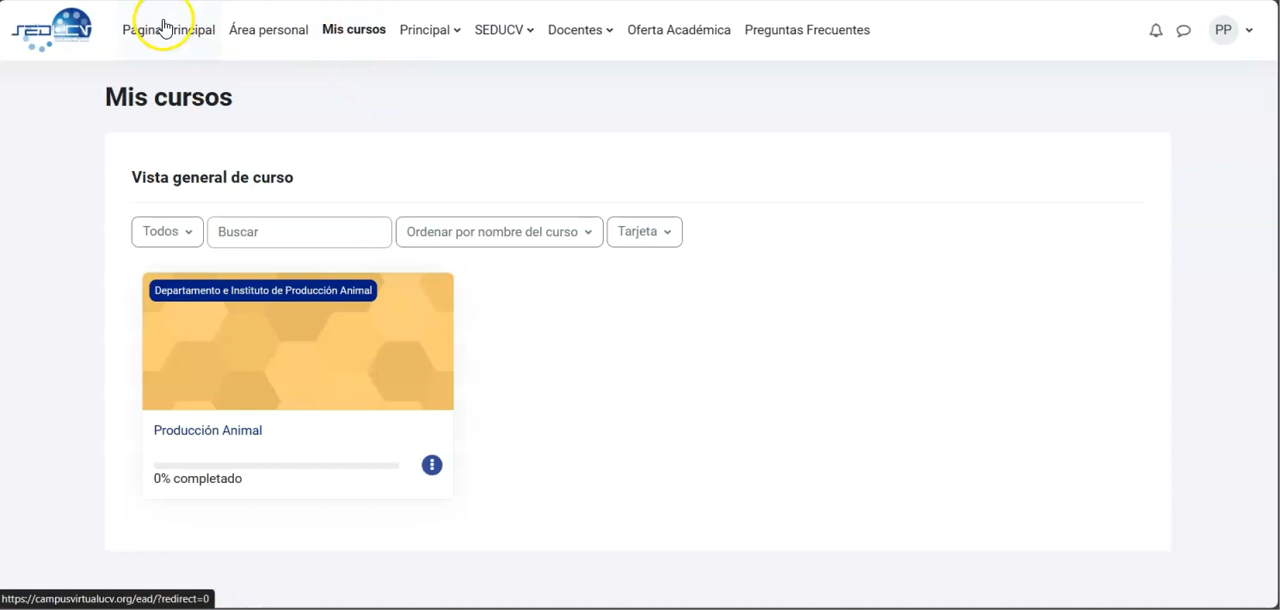 SEDUCV
Página Principal Área personal Mis cursos Principal SEDUCV Docentes Oferta Académica Preguntas Frecuentes PP
Mis cursos
Vista general de curso
Todos Buscar Ordenar por nombre del curso Tarjeta
Departamento e Instituto de Producción Animal
Producción Animal
0% completado
https://campusvirtualucv.org/ead/?redirect=0